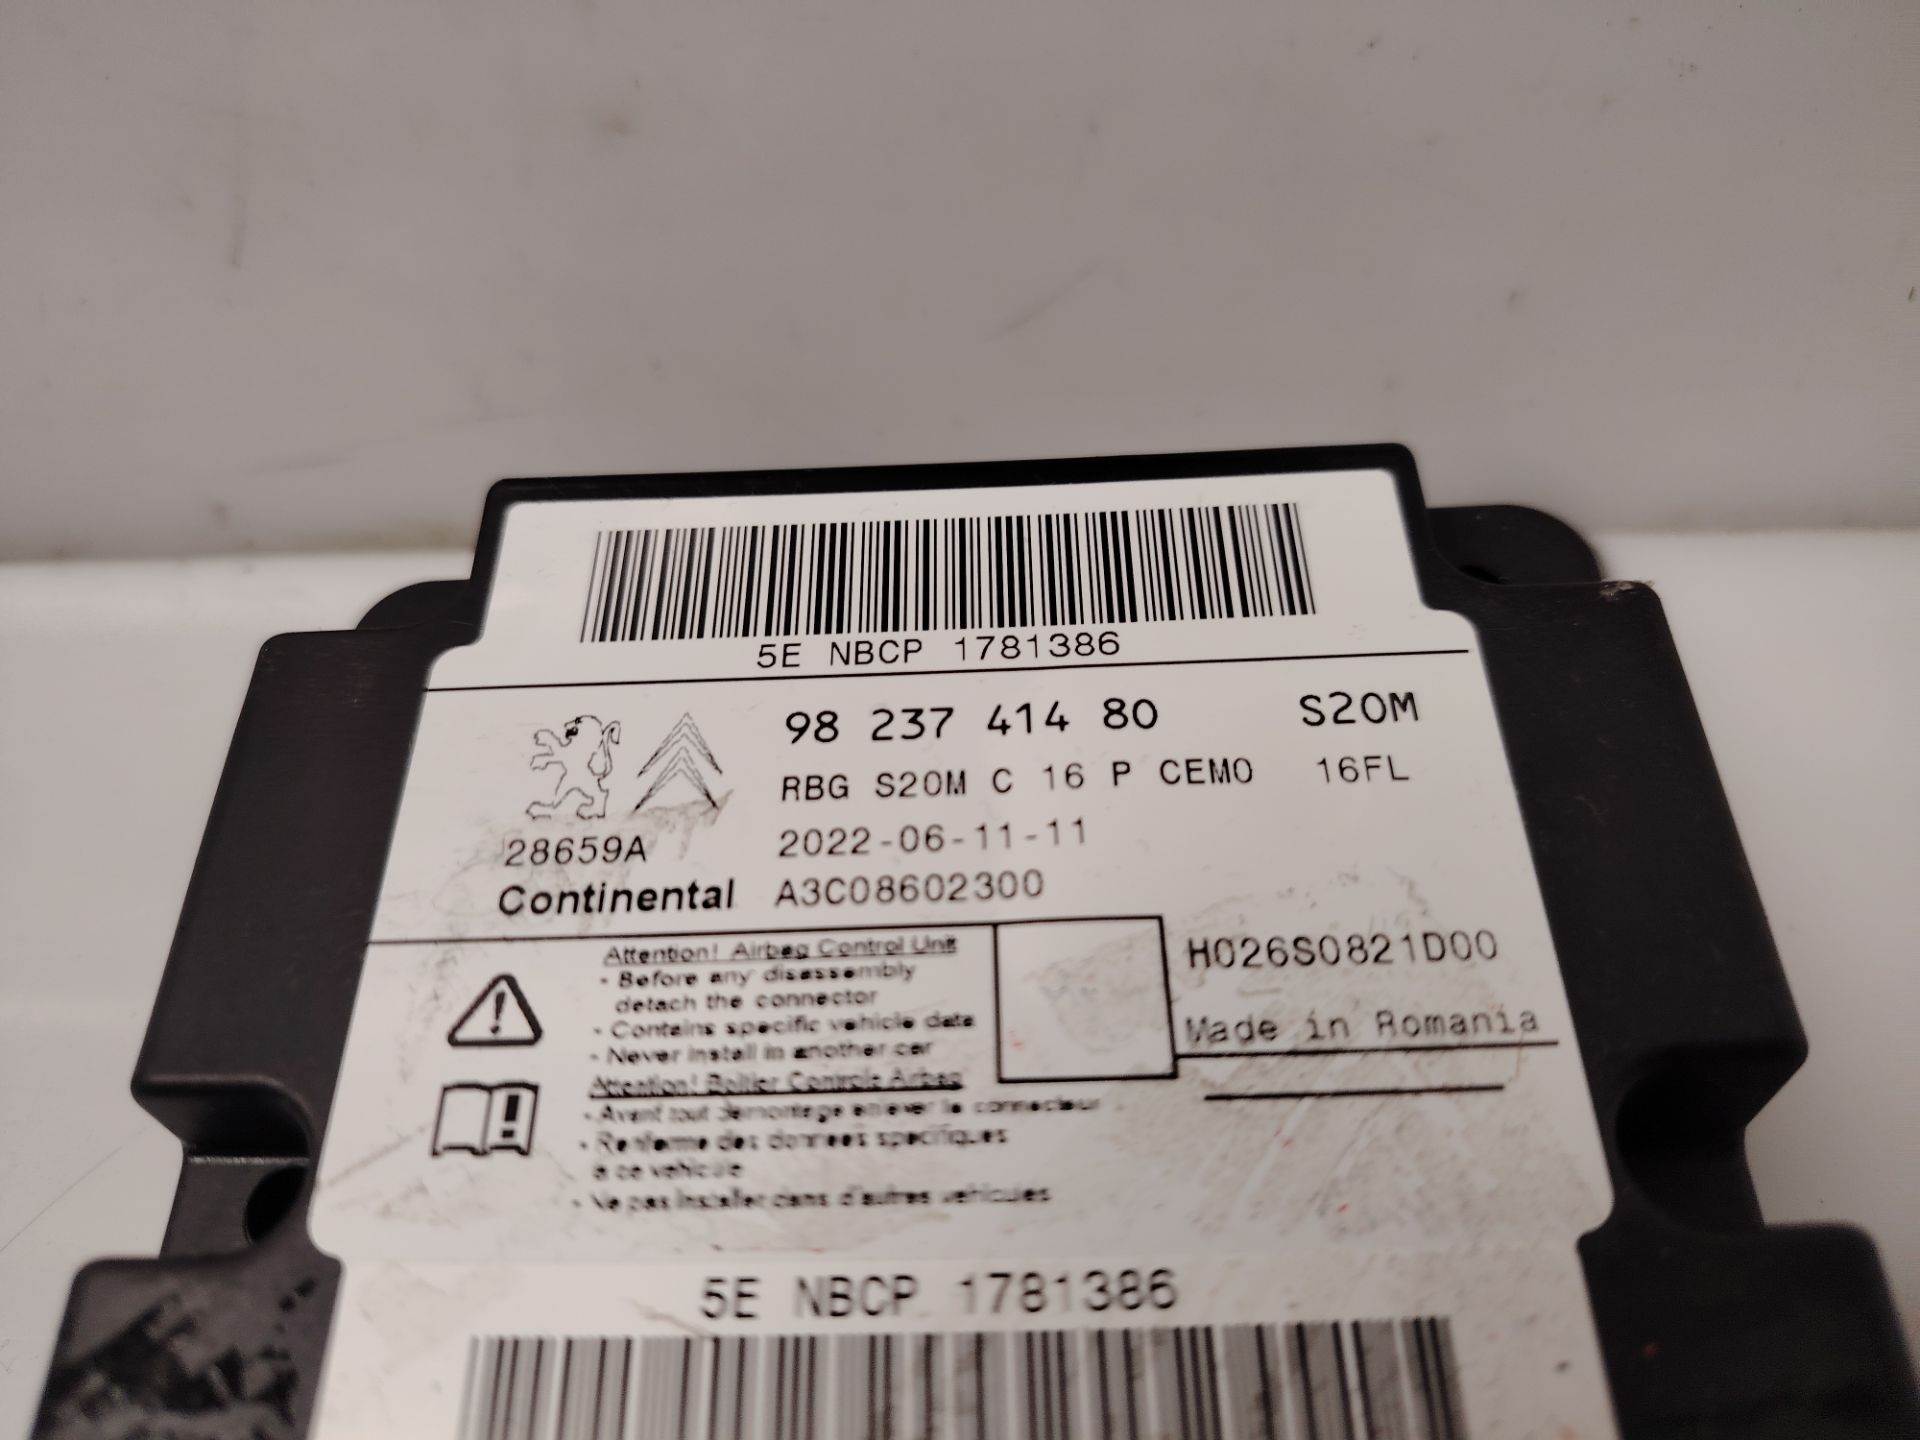 5E NBCP 1781386
98 237 414 80 S20M
RBG S20M C 16 P CEMO 16FL
28659A 2022-06-11-11
Continental A3C08602300
Attention! Airbag Control Unit
- Before any disassembly
detach the connector
- Contains specific vehicle data
- Never install in another car
Attention! Boîtier Contrôle Airbag
- Avant tout démontage enlever le connecteur
- Renferme des données spécifiques
à ce véhicule
- Ne pas installer dans d'autres véhicules
H026S0821D00
Made in Romania
5E NBCP 1781386